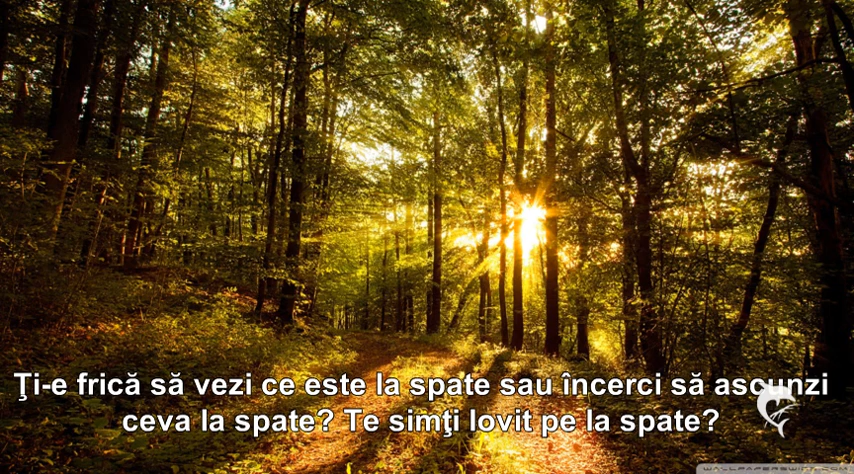 Ţi-e frică să vezi ce este la spate sau încerci să ascunzi
ceva la spate? Te simţi lovit pe la spate?